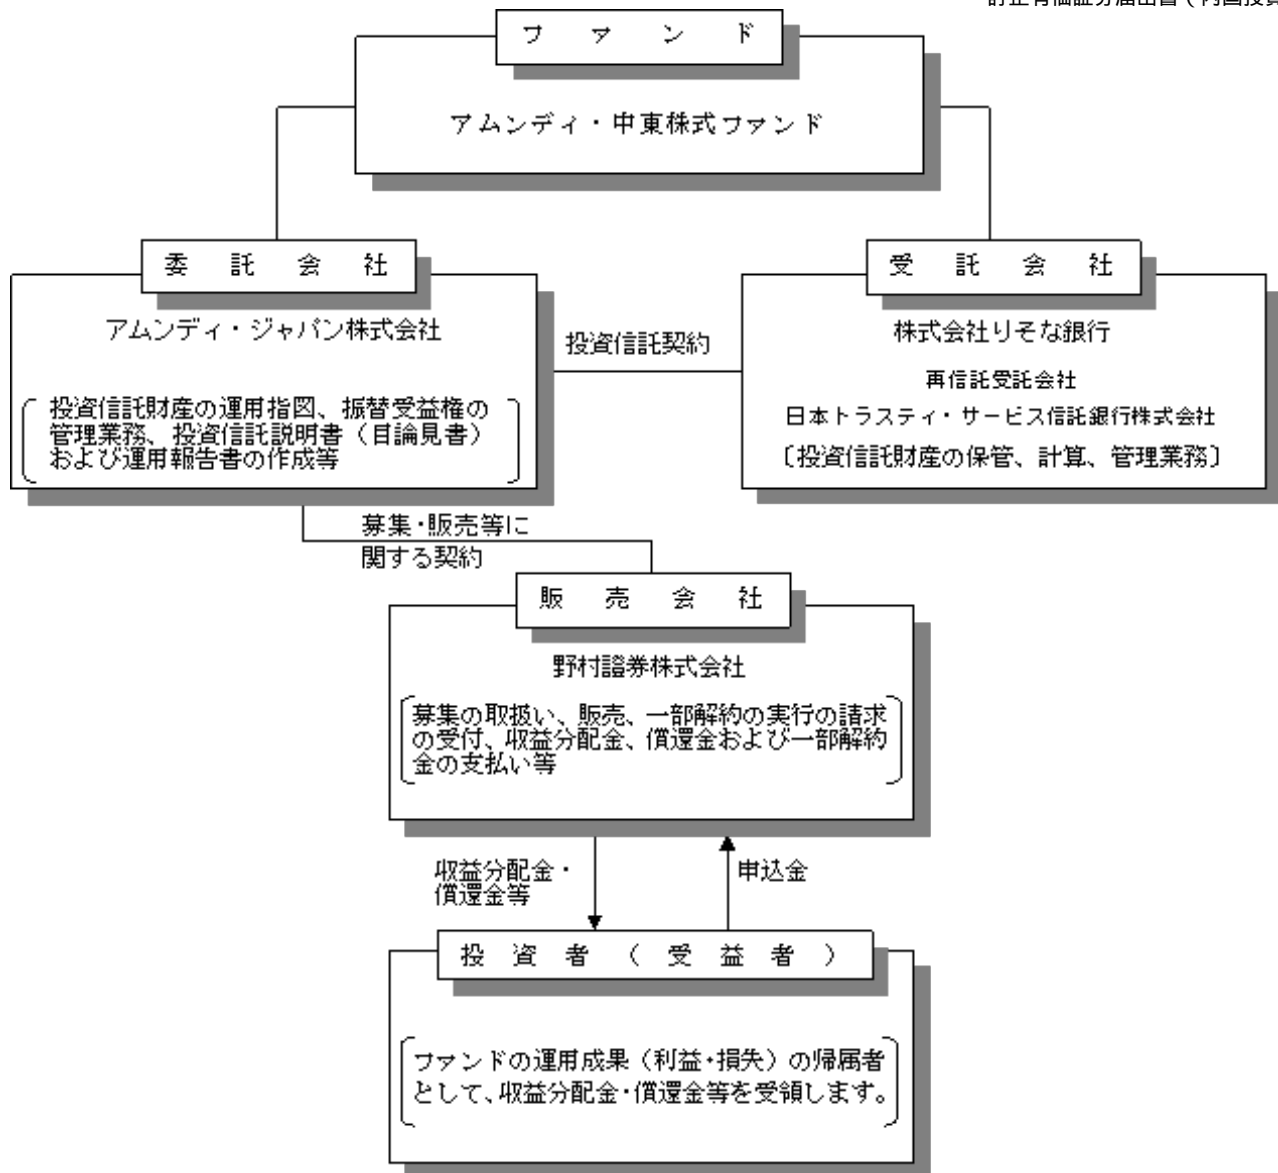 訂正有価証券届出書(内国投資
ファンド
アムンディ・中東株式ファンド
委託会社
アムンディ・ジャパン株式会社
投資信託財産の運用指図、振替受益権の
管理業務、投資信託説明書(目論見書)
および運用報告書の作成等
投資信託契約
受託会社
株式会社りそな銀行
再信託受託会社
日本トラスティ・サービス信託銀行株式会社
〔投資信託財産の保管、計算、管理業務〕
募集・販売等に
関する契約
販売会社
野村證券株式会社
募集の取扱い、販売、一部解約の実行の請求
の受付、収益分配金、償還金および一部解約
金の支払い等
収益分配金・
償還金等
申込金
投資者(受益者)
ファンドの運用成果(利益・損失)の帰属者
として、収益分配金・償還金等を受領します。